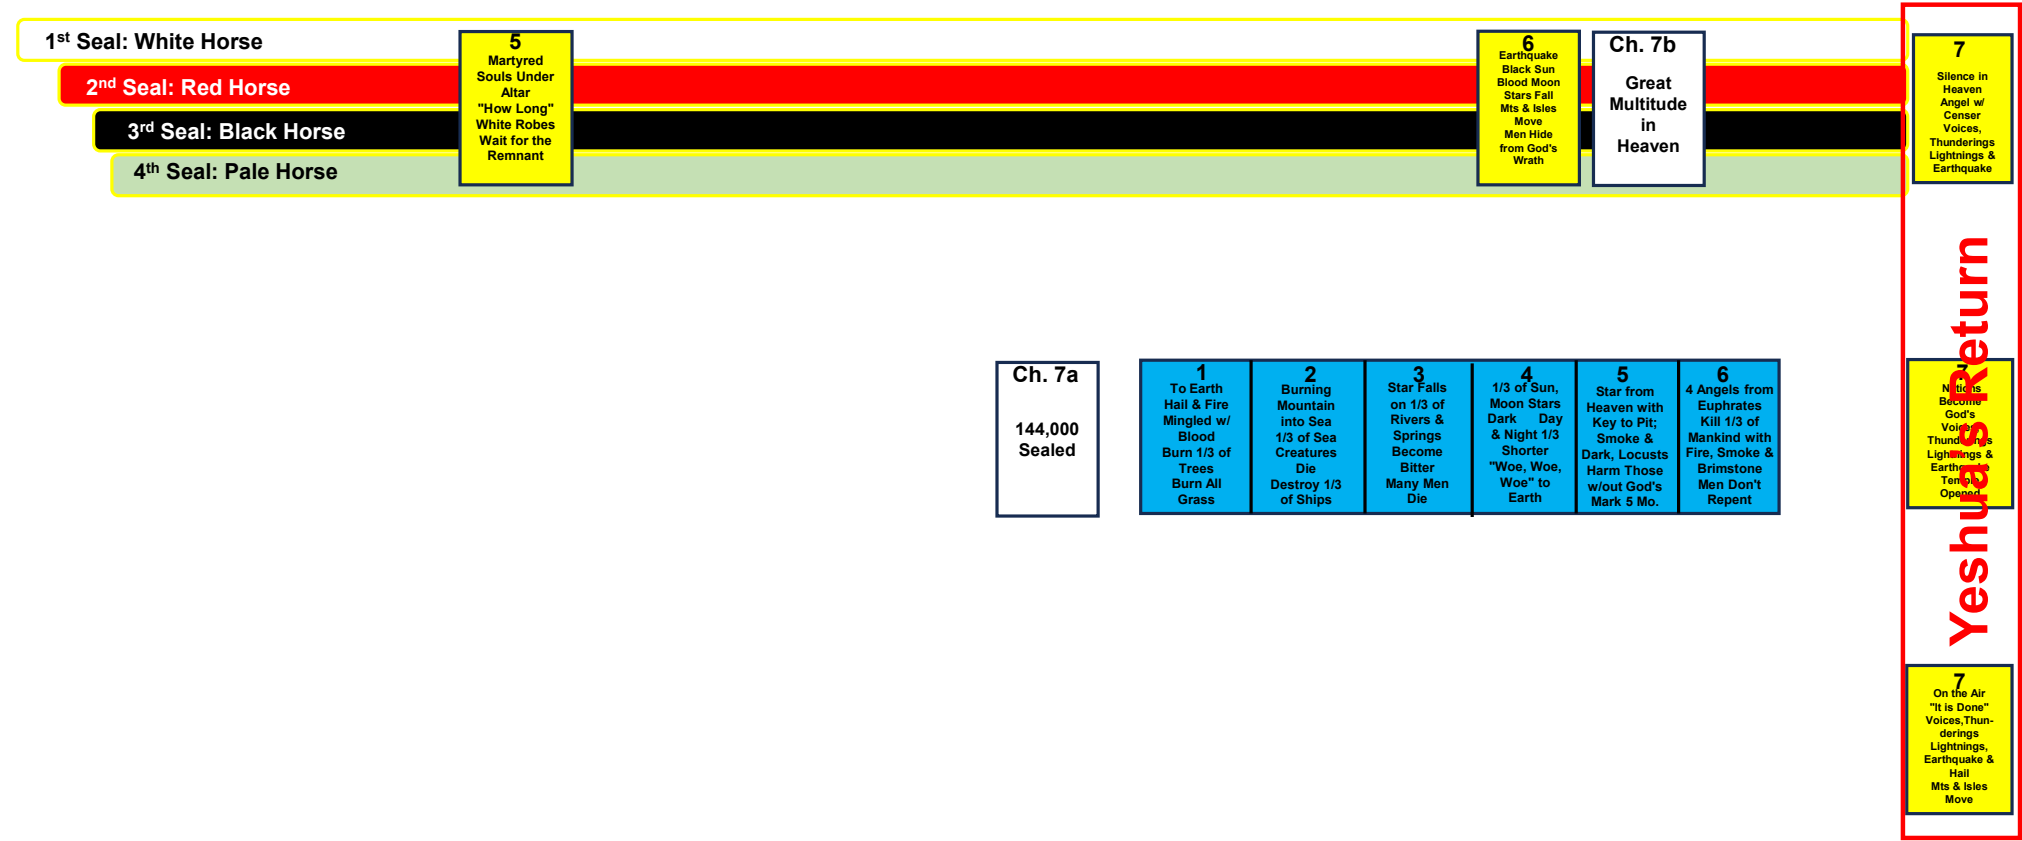 1st Seal: White Horse
2nd Seal: Red Horse
3rd Seal: Black Horse
4th Seal: Pale Horse
5
Martyred
Souls Under
Altar
"How Long"
White Robes
Wait for the
Remnant
6
Earthquake
Black Sun
Blood Moon
Stars Fall
Mts & Isles
Move
Men Hide
from God's
Wrath
Ch. 7b
Great
Multitude
in
Heaven
7
Silence in
Heaven
Angel w/
Censer
Voices,
Thunderings
Lightnings &
Earthquake
Ch. 7a
144,000
Sealed
1
To Earth
Hail & Fire
Mingled w/
Blood
Burn 1/3 of
Trees
Burn All
Grass
2
Burning
Mountain
into Sea
1/3 of Sea
Creatures
Die
Destroy 1/3
of Ships
3
Star Falls
on 1/3 of
Rivers &
Springs
Become
Bitter
Many Men
Die
4
1/3 of Sun,
Moon Stars
Dark Day
& Night 1/3
Shorter
"Woe, Woe,
Woe" to
Earth
5
Star from
Heaven with
Key to Pit;
Smoke &
Dark, Locusts
Harm Those
w/out God's
Mark 5 Mo.
6
4 Angels from
Euphrates
Kill 1/3 of
Mankind with
Fire, Smoke &
Brimstone
Men Don't
Repent
7
Nations
Become
God's
Voices,
Thunderings
Lightnings &
Earthquake
Temple
Opened
Yeshua's Return
7
On the Air
"It is Done"
Voices,Thun-
derings
Lightnings,
Earthquake &
Hail
Mts & Isles
Move